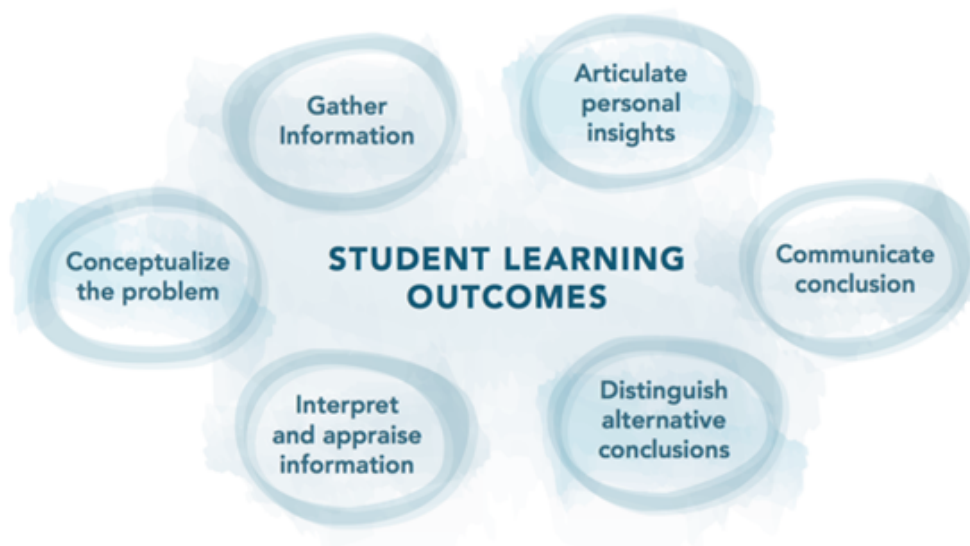 Gather
Information
Articulate
personal
insights
Conceptualize
the problem
STUDENT LEARNING
OUTCOMES
Communicate
conclusion
Interpret
and appraise
information
Distinguish
alternative
conclusions